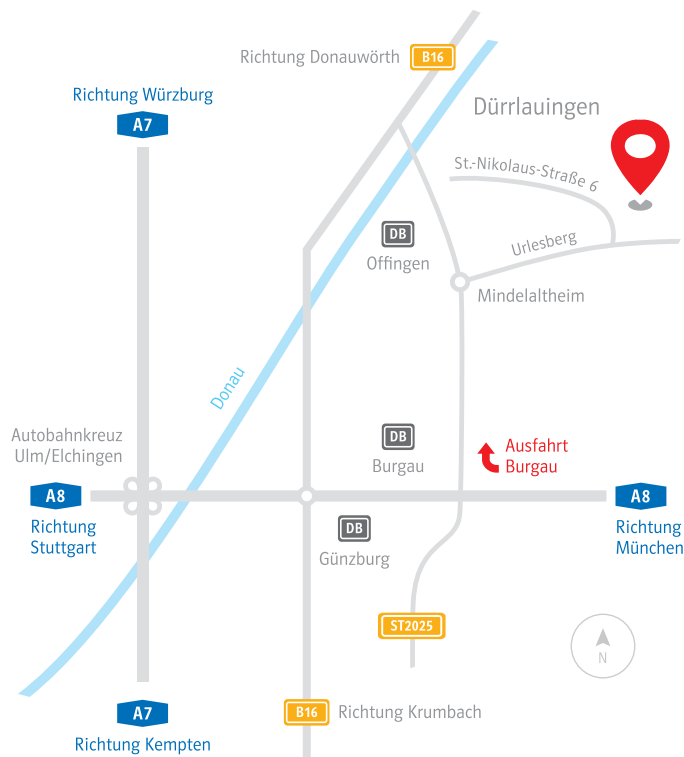 Richtung Donauwörth
B16
Richtung Würzburg
A7
Dürrlauingen
St.-Nikolaus-Straße 6
DB
Offingen
Urlesberg
Mindelaltheim
Donau
Autobahnkreuz
Ulm/Elchingen
DB
Burgau
Ausfahrt
Burgau
A8
Richtung
Stuttgart
A8
Richtung
München
DB
Günzburg
ST2025
N
A7
Richtung Kempten
B16
Richtung Krumbach